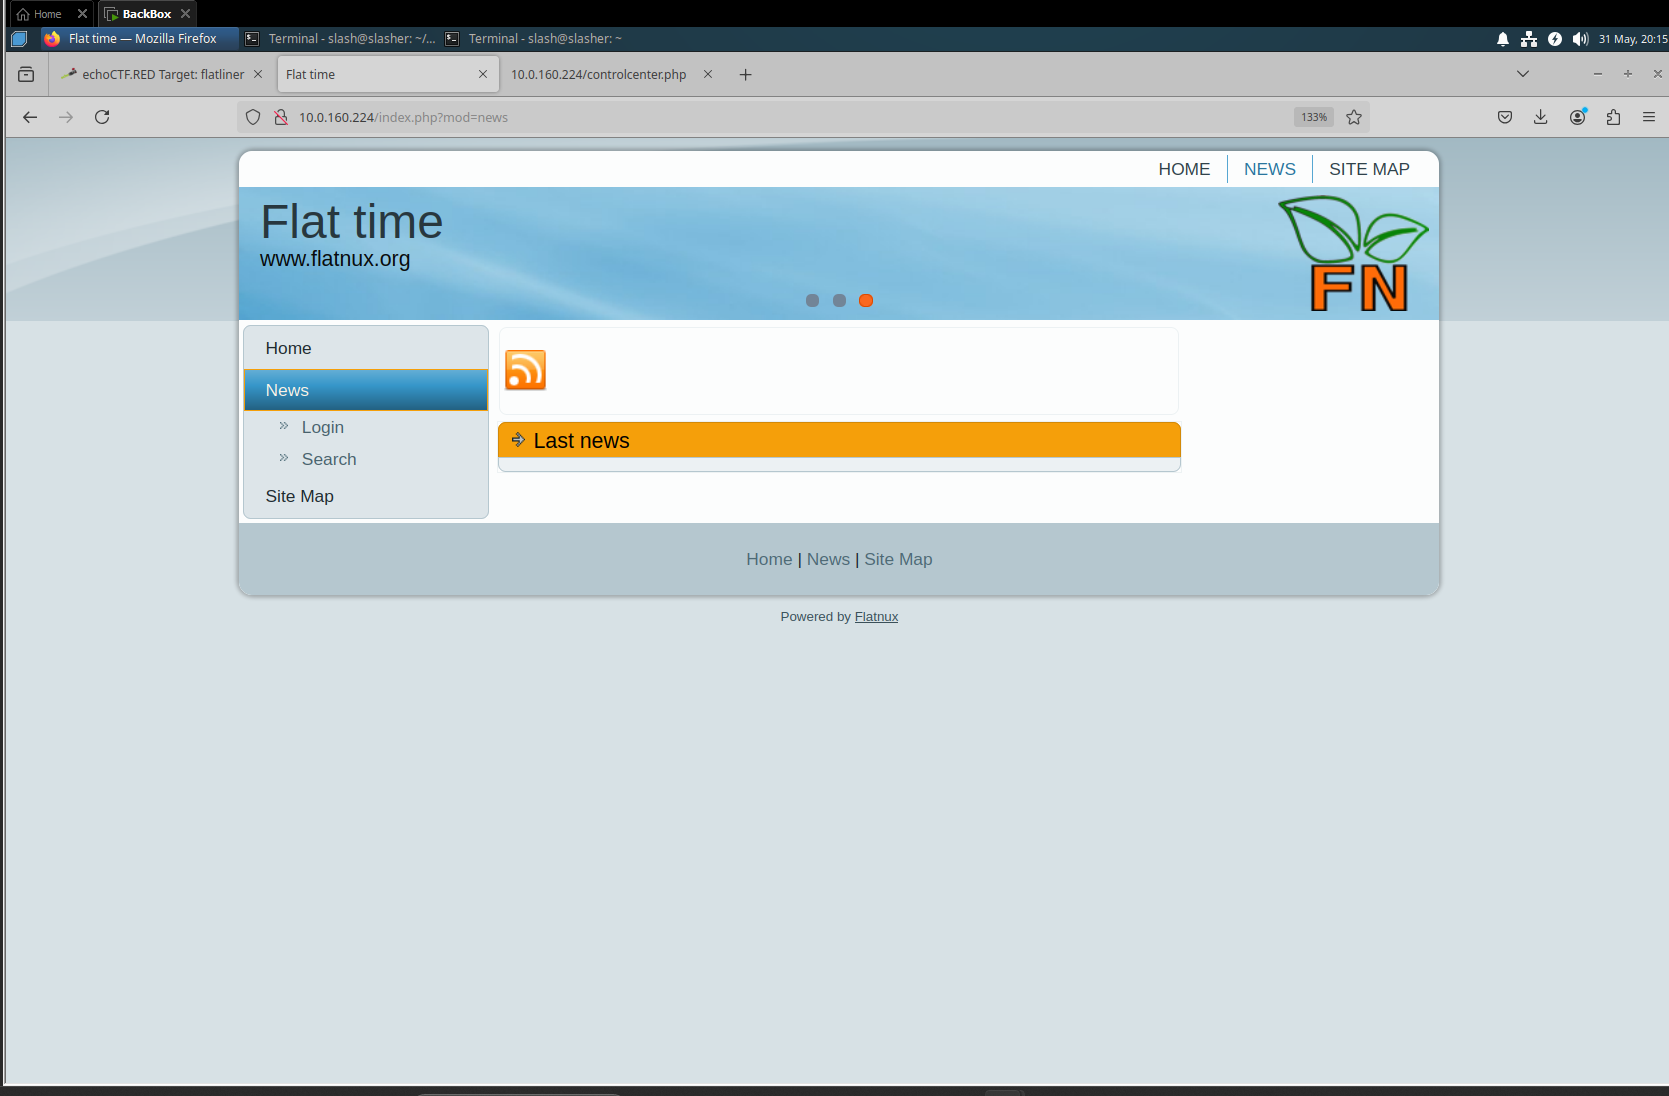 Home
BackBox
Flat time — Mozilla Firefox
Terminal - slash@slasher: ~/...
Terminal - slash@slasher: ~
31 May, 20:15
echoCTF.RED Target: flatliner
Flat time
10.0.160.224/controlcenter.php
10.0.160.224/index.php?mod=news
133%
HOME
NEWS
SITE MAP
Flat time
www.flatnux.org
FN
Home
News
Login
Search
Site Map
Last news
Home | News | Site Map
Powered by Flatnux